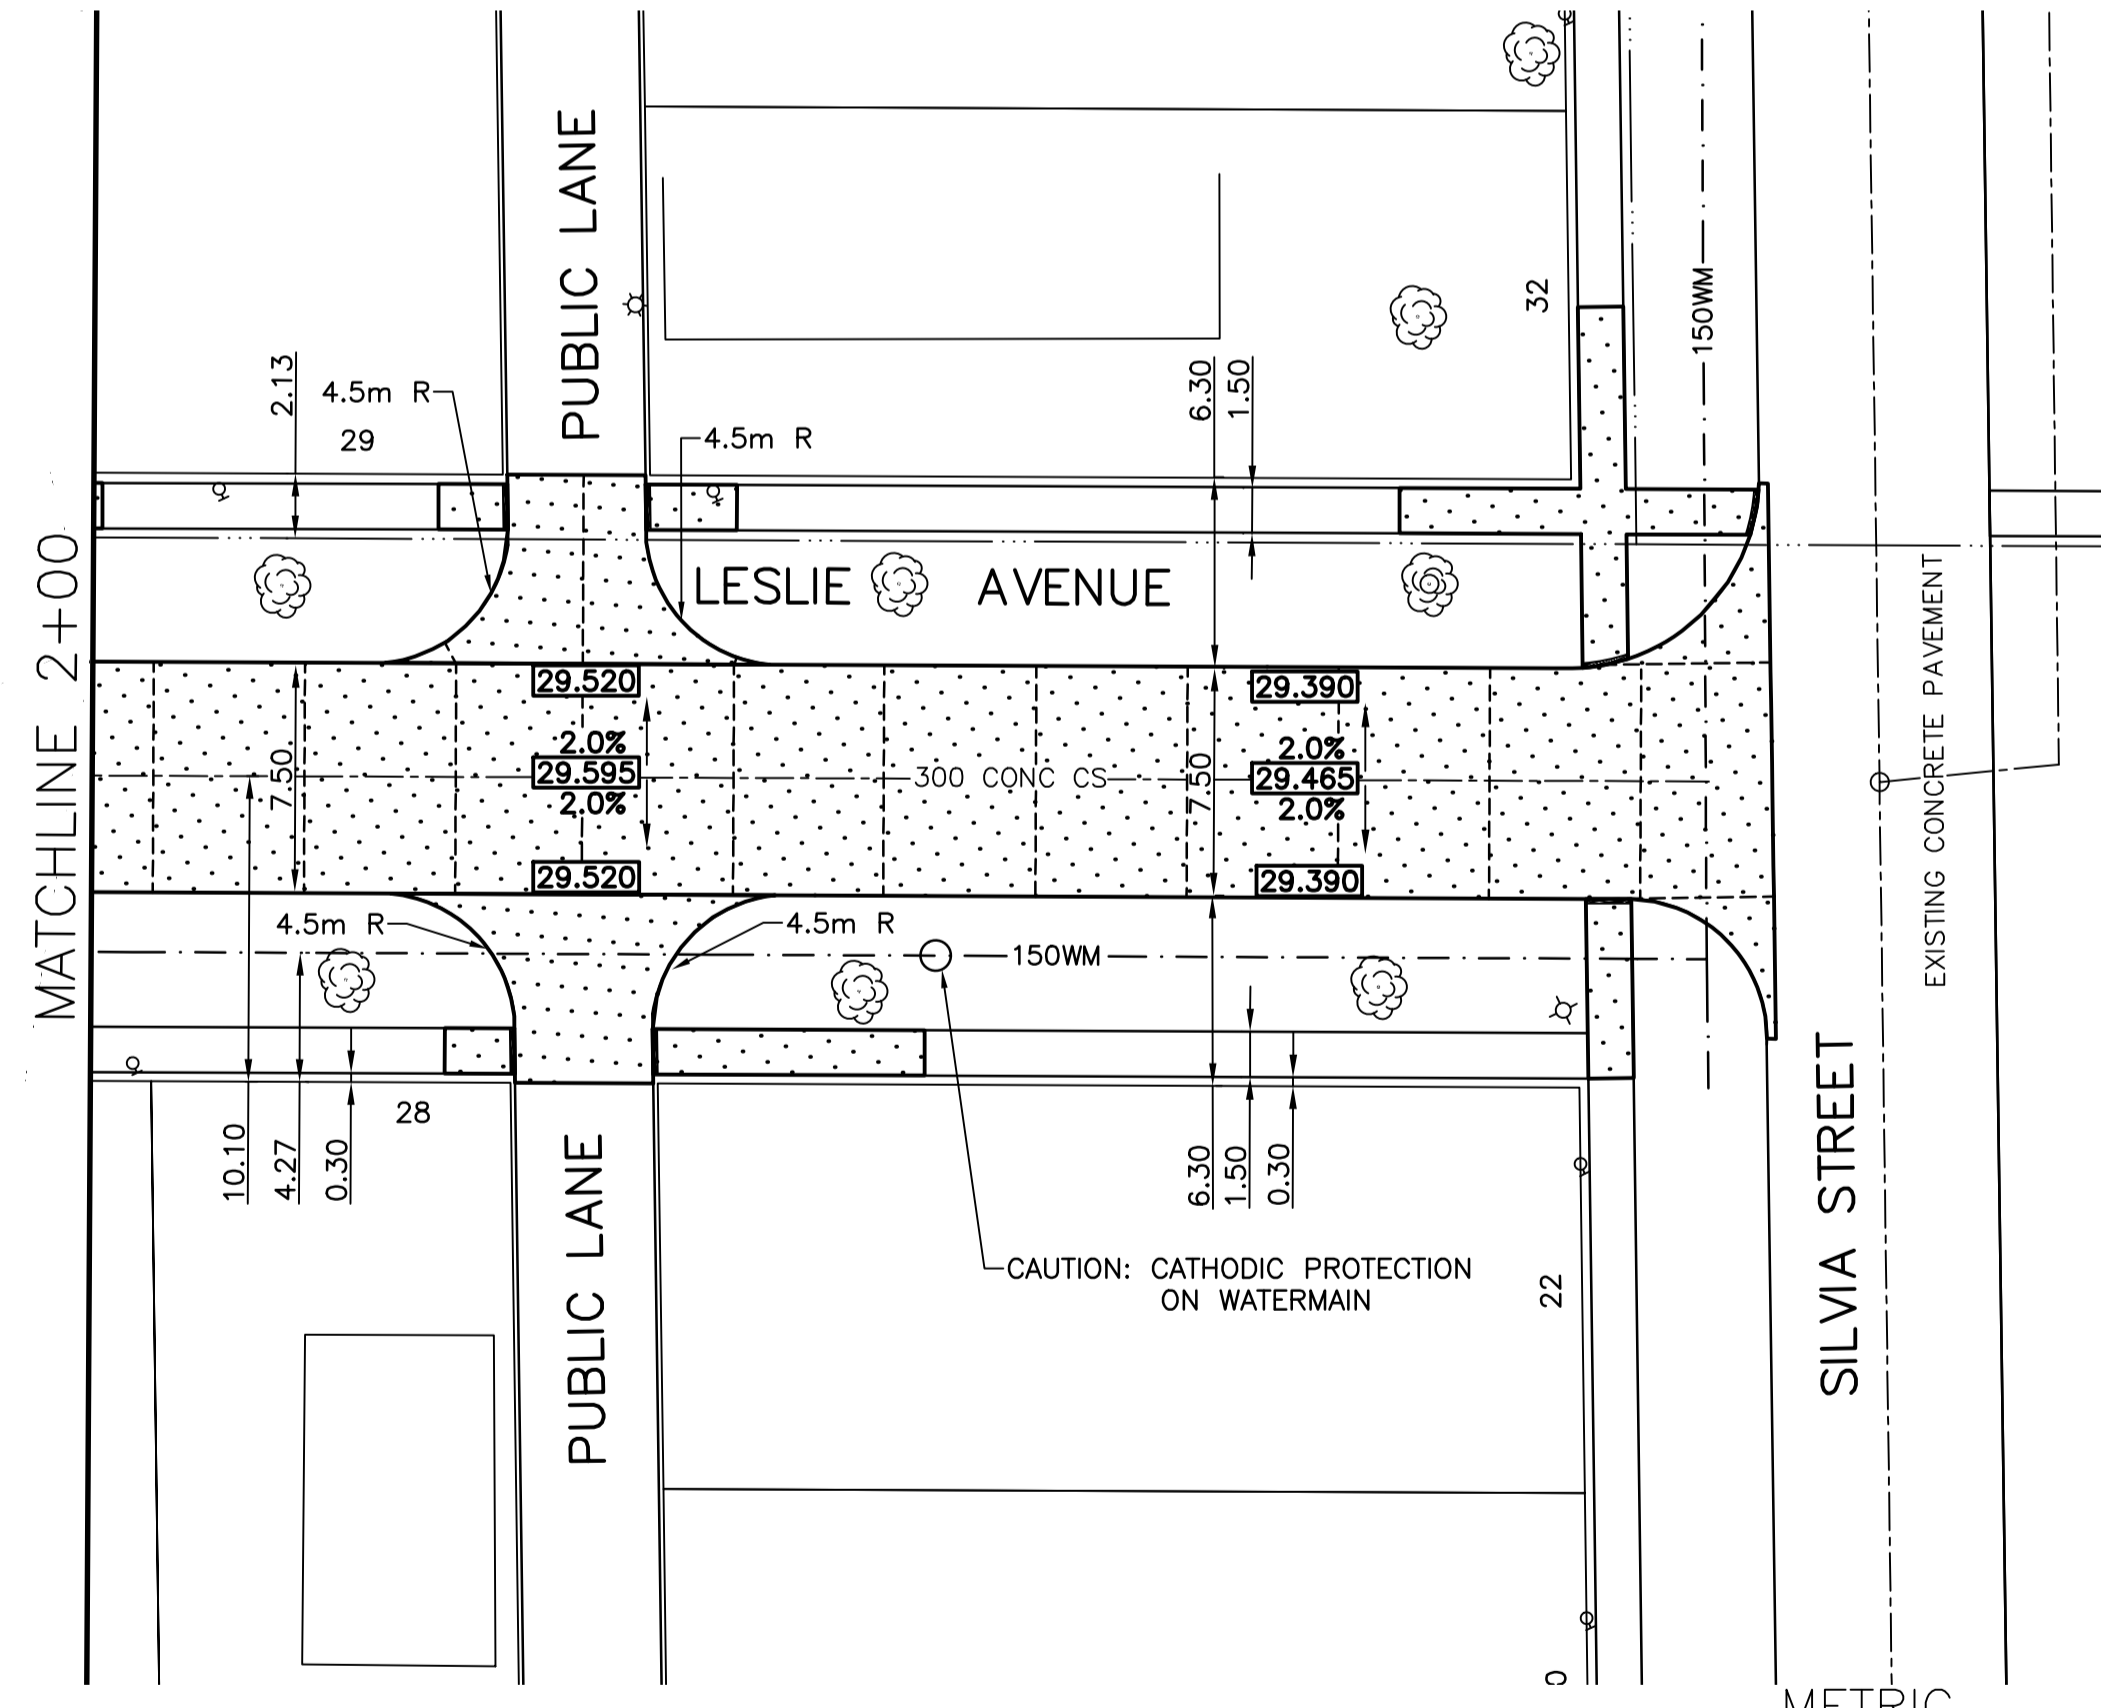 PUBLIC LANE
32
150WM
2.13
4.5m R
29
4.5m R
6.30
1.50
MATCHLINE 2+00
LESLIE AVENUE
EXISTING CONCRETE PAVEMENT
29.520
29.390
2.0%
2.0%
7.50
29.595
300 CONC CS
7.50
29.465
2.0%
2.0%
29.520
29.390
4.5m R
4.5m R
150WM
SILVIA STREET
28
10.10
4.27
0.30
PUBLIC LANE
6.30
1.50
0.30
CAUTION: CATHODIC PROTECTION
ON WATERMAIN
22
METRIC